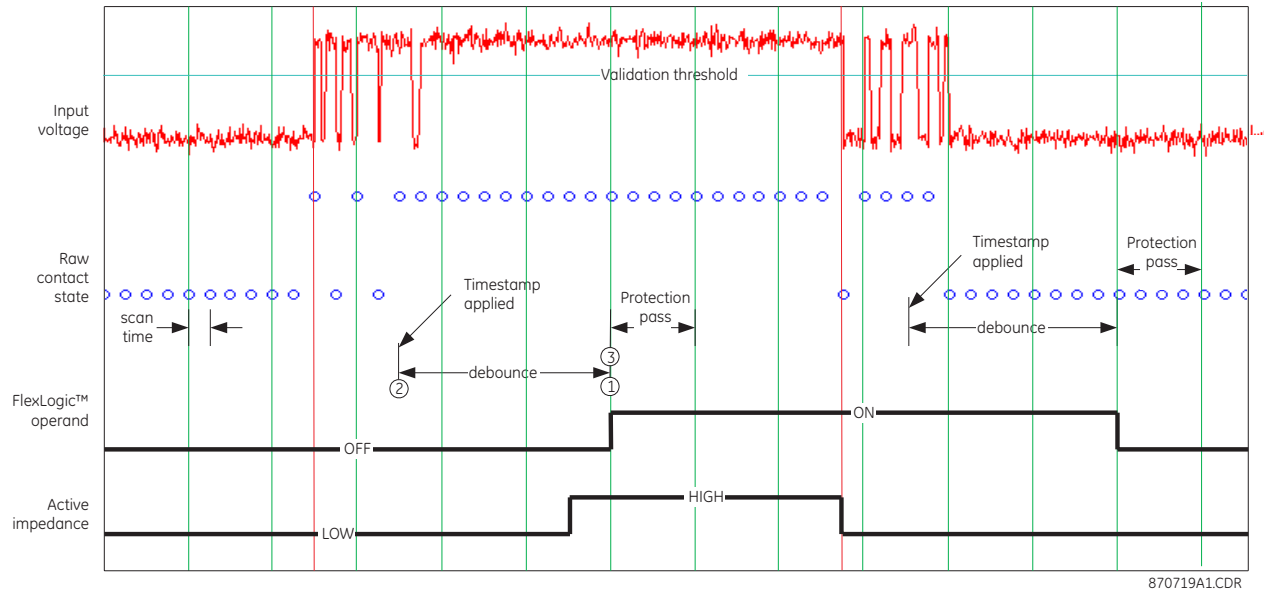 Validation threshold
Input
voltage
Raw
contact
state
scan
time
Timestamp
applied
Protection
pass
debounce
2
3
1
Timestamp
applied
Protection
pass
debounce
FlexLogic™
operand
OFF
ON
Active
impedance
LOW
HIGH
L...
870719A1.CDR